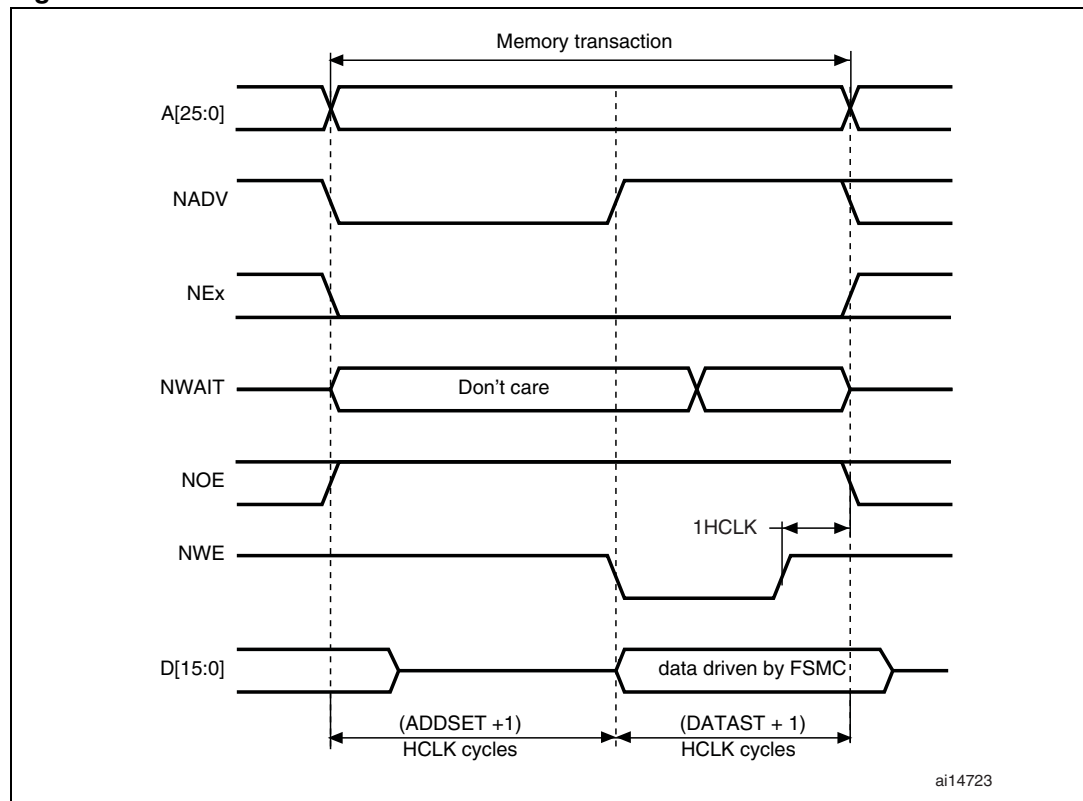 Memory transaction
A[25:0]
NADV
NEx
NWAIT
Don't care
NOE
1HCLK
NWE
D[15:0]
data driven by FSMC
(ADDSET +1)
HCLK cycles
(DATAST + 1)
HCLK cycles
ai14723